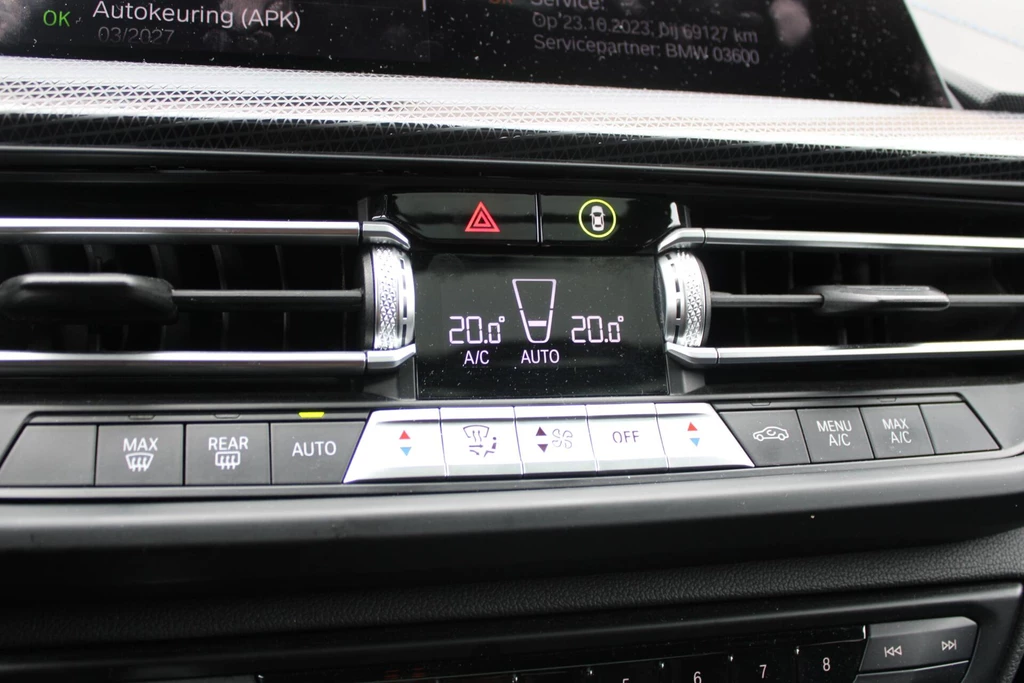 OK Autokeuring (APK)
03/2027
Service:
Op 23.10.2023, bij 69127 km
Servicepartner: BMW 03600
20.0° 20.0°
A/C AUTO
MAX
REAR
AUTO
OFF
MENU
A/C
MAX
A/C
6 7 8